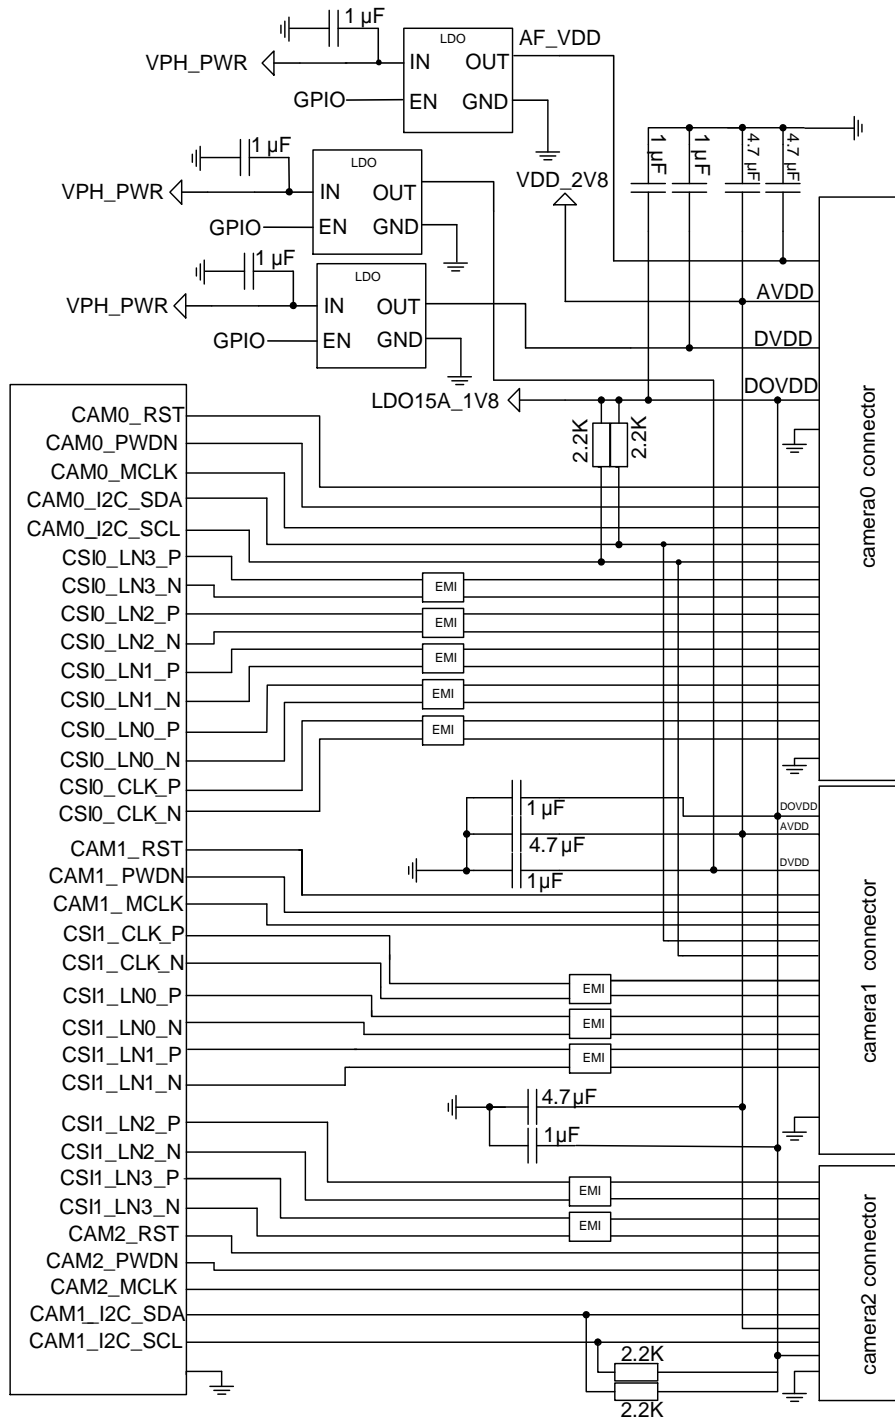 1 µF
LDO
AF_VDD
VPH_PWR
IN
OUT
GPIO
EN
GND
1 µF
LDO
VDD_2V8
1 µF
1 µF
4.7 µF
4.7 µF
VPH_PWR
IN
OUT
GPIO
EN
GND
1 µF
LDO
VPH_PWR
IN
OUT
GPIO
EN
GND
AVDD
DVDD
DOVDD
LDO15A_1V8
2.2K
2.2K
camera0 connector
CAM0_RST
CAM0_PWDN
CAM0_MCLK
CAM0_I2C_SDA
CAM0_I2C_SCL
CSI0_LN3_P
CSI0_LN3_N
EMI
CSI0_LN2_P
CSI0_LN2_N
EMI
CSI0_LN1_P
CSI0_LN1_N
EMI
CSI0_LN0_P
CSI0_LN0_N
EMI
CSI0_CLK_P
CSI0_CLK_N
EMI
1 µF
DOVDD
4.7 µF
AVDD
1µF
DVDD
camera1 connector
CAM1_RST
CAM1_PWDN
CAM1_MCLK
CSI1_CLK_P
CSI1_CLK_N
EMI
CSI1_LN0_P
CSI1_LN0_N
EMI
CSI1_LN1_P
CSI1_LN1_N
EMI
4.7µF
1µF
CSI1_LN2_P
CSI1_LN2_N
EMI
CSI1_LN3_P
CSI1_LN3_N
EMI
CAM2_RST
CAM2_PWDN
CAM2_MCLK
CAM1_I2C_SDA
CAM1_I2C_SCL
2.2K
2.2K
camera2 connector